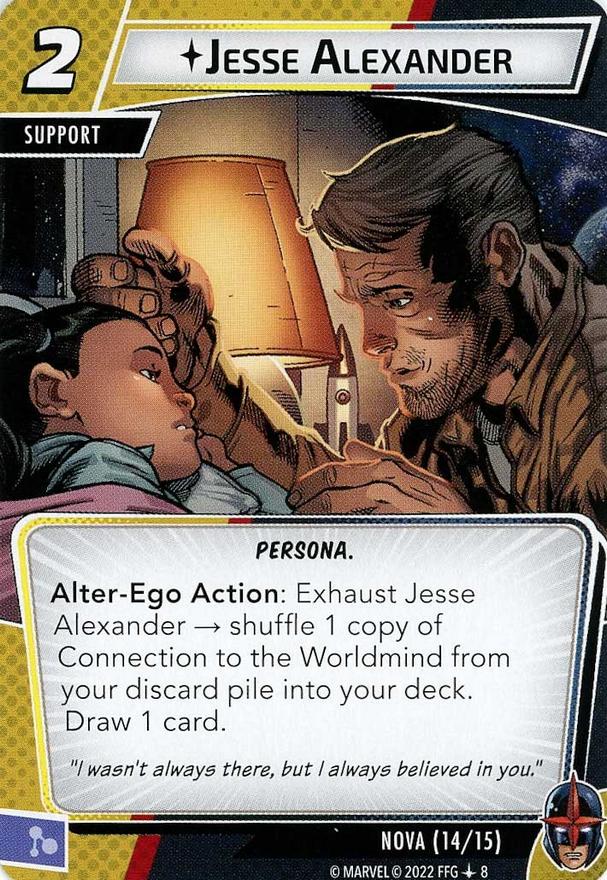 2
JESSE ALEXANDER
SUPPORT
PERSONA.
Alter-Ego Action: Exhaust Jesse
Alexander → shuffle 1 copy of
Connection to the Worldmind from
your discard pile into your deck.
Draw 1 card.
"I wasn't always there, but I always believed in you."
NOVA (14/15)
© MARVEL © 2022 FFG 8